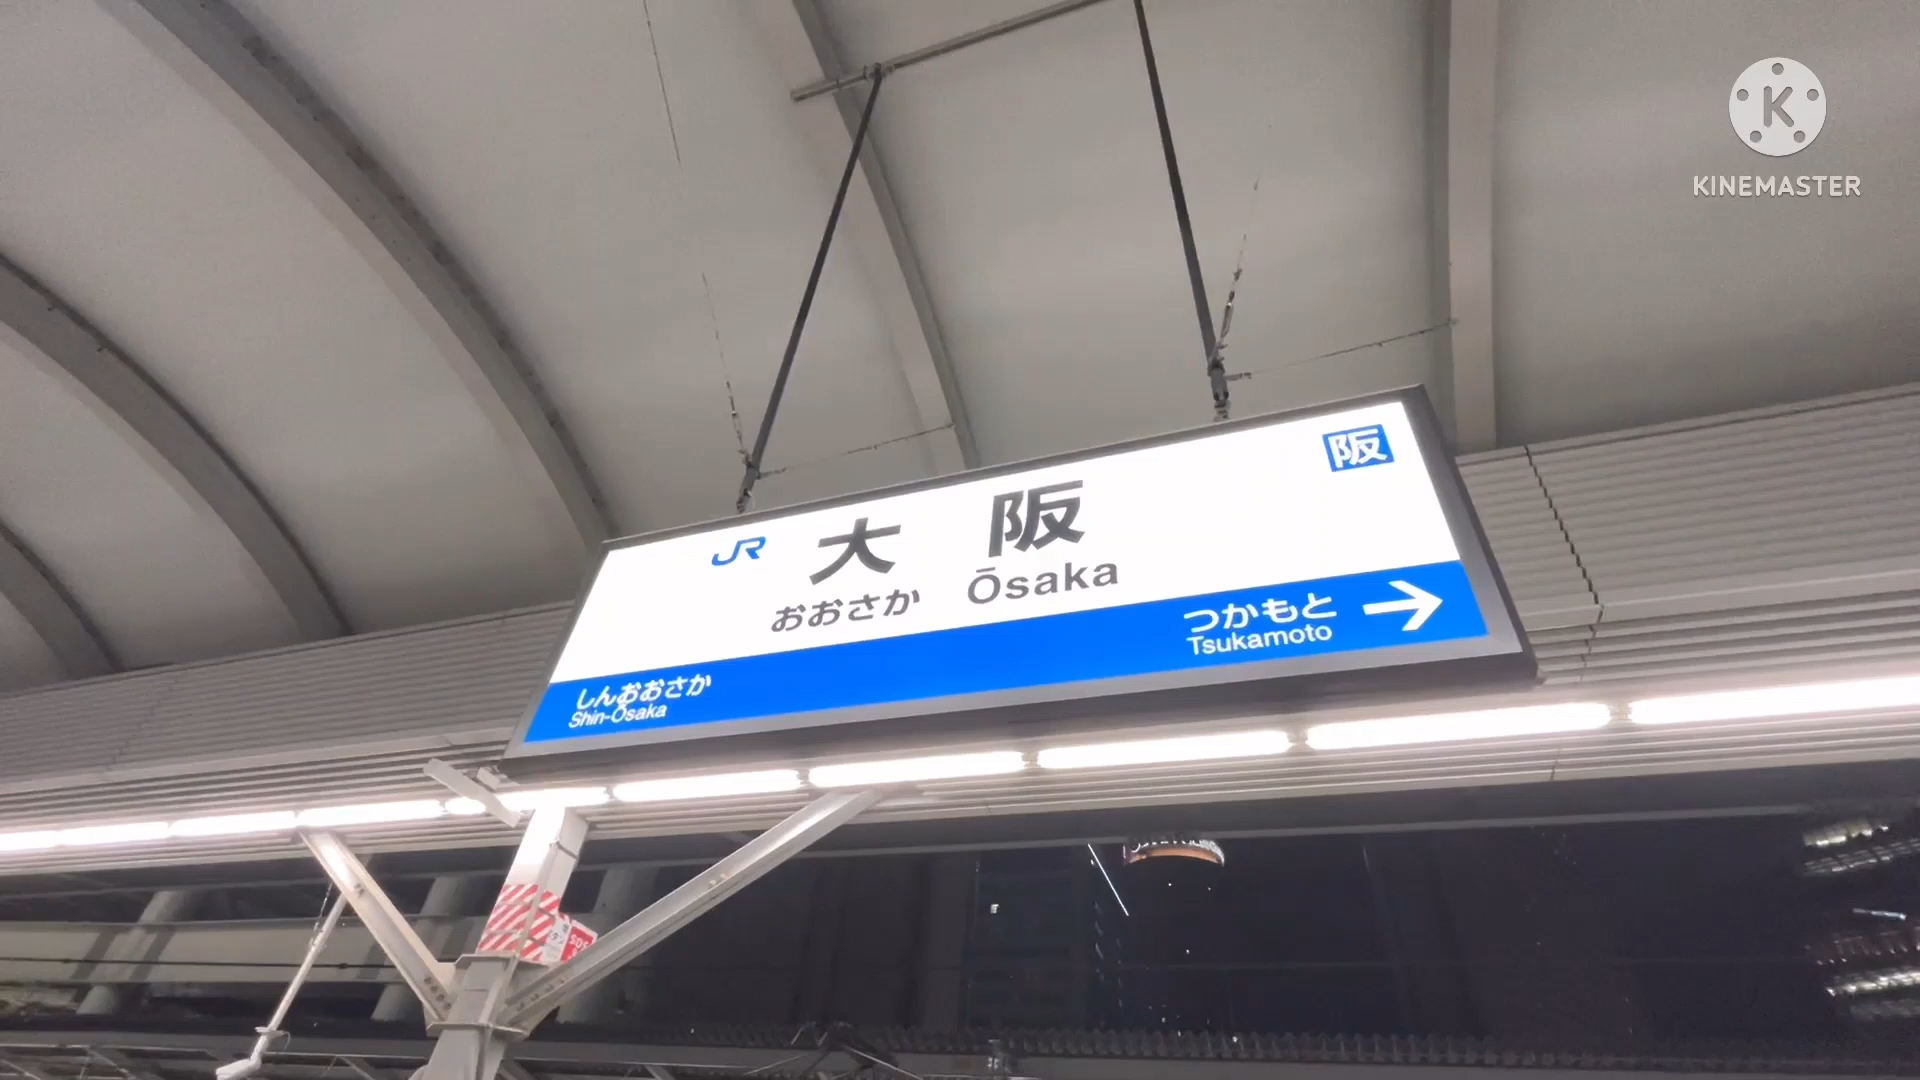 K
KINEMASTER
阪
JR 大阪
おおさか Ōsaka
つかもと →
Tsukamoto
しんおおさか
Shin-Ōsaka
SOS